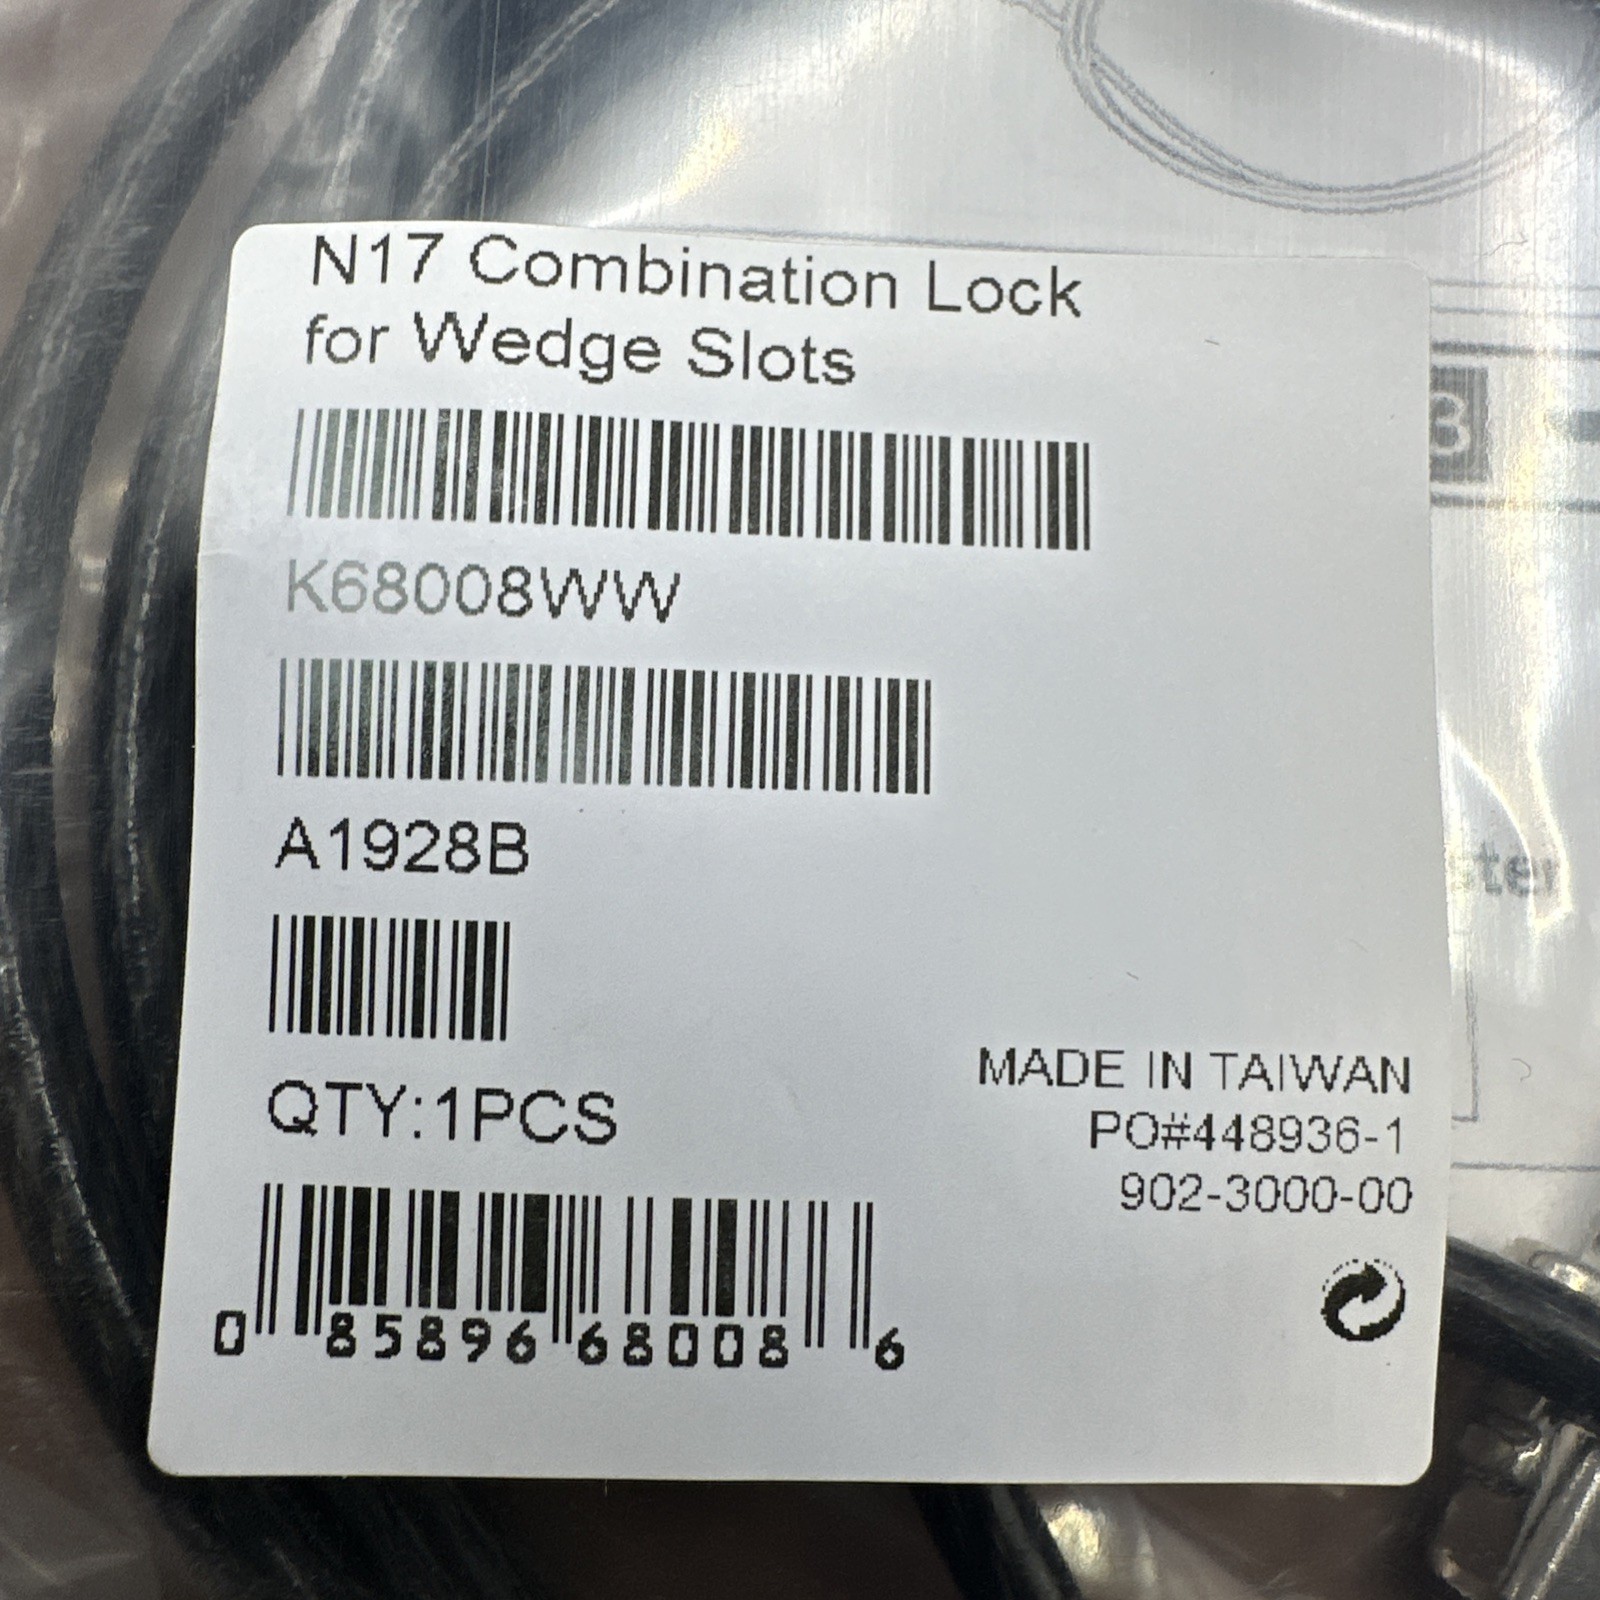 N17 Combination Lock
for Wedge Slots
K68008WW
A1928B
QTY:1PCS
MADE IN TAIWAN
PO#448936-1
902-3000-00
0 85896 68008 6
3